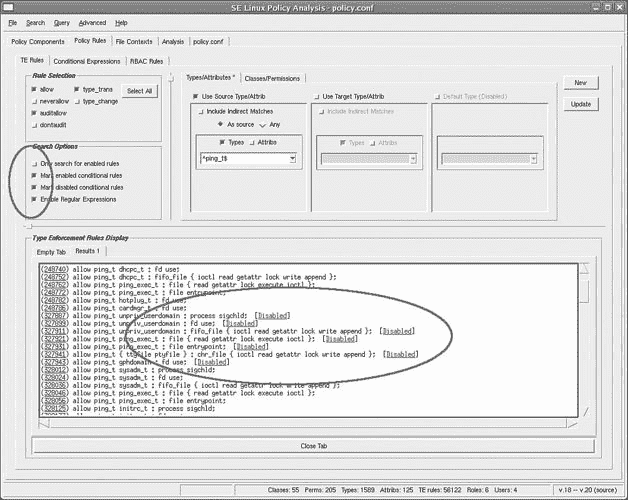 SE Linux Policy Analysis - policy.conf
File Search Query Advanced Help
Policy Components Policy Rules File Contexts Analysis policy.conf
TE Rules Conditional Expressions RBAC Rules
Rule Selection
allow type_trans Select All
neverallow type_change
auditallow
dontaudit
Search Options
Only search for enabled rules
Mark enabled conditional rules
Mark disabled conditional rules
Enable Regular Expressions
Types/Attributes * Classes/Permissions
Use Source Type/Attrib Use Target Type/Attrib Default Type (Disabled)
Include Indirect Matches Include Indirect Matches
As source Any
Types Attribs Types Attribs
^ping_t$
New
Update
Type Enforcement Rules Display
Empty Tab Results 1
(248740) allow ping_t dhcpc_t : fd use;
(248752) allow ping_t dhcpc_t : fifo_file { ioctl read getattr lock write append };
(248762) allow ping_t ping_exec_t : file { read getattr lock execute ioctl };
(248772) allow ping_t ping_exec_t : file entrypoint;
(248782) allow ping_t hotplug_t : fd use;
(248786) allow ping_t cardmgr_t : fd use;
(327887) allow ping_t unpriv_userdomain : process sigchld; [Disabled]
(327899) allow ping_t unpriv_userdomain : fd use; [Disabled]
(327911) allow ping_t unpriv_userdomain : fifo_file { ioctl read getattr lock write append }; [Disabled]
(327921) allow ping_t ping_exec_t : file { read getattr lock execute ioctl }; [Disabled]
(327931) allow ping_t ping_exec_t : file entrypoint; [Disabled]
(327941) allow ping_t { ttyfile ptyfile } : chr_file { ioctl read getattr lock write append }; [Disabled]
(327943) allow ping_t gphdomain : fd use; [Disabled]
(328012) allow ping_t sysadm_t : process sigchld;
(328024) allow ping_t sysadm_t : fd use;
(328036) allow ping_t sysadm_t : fifo_file { ioctl read getattr lock write append };
(328046) allow ping_t ping_exec_t : file { read getattr lock execute ioctl };
(328056) allow ping_t ping_exec_t : file entrypoint;
(328125) allow ping_t initrc_t : process sigchld;
Close Tab
Classes: 55 Perms: 205 Types: 1589 Attribs: 125 TE rules: 56122 Roles: 6 Users: 4 v.18 -- v.20 (source)